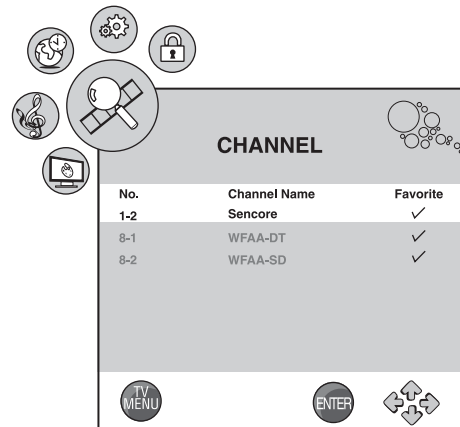 CHANNEL
No. Channel Name Favorite
1-2 Sencore ✓
8-1 WFAA-DT ✓
8-2 WFAA-SD ✓
TV
MENU
ENTER